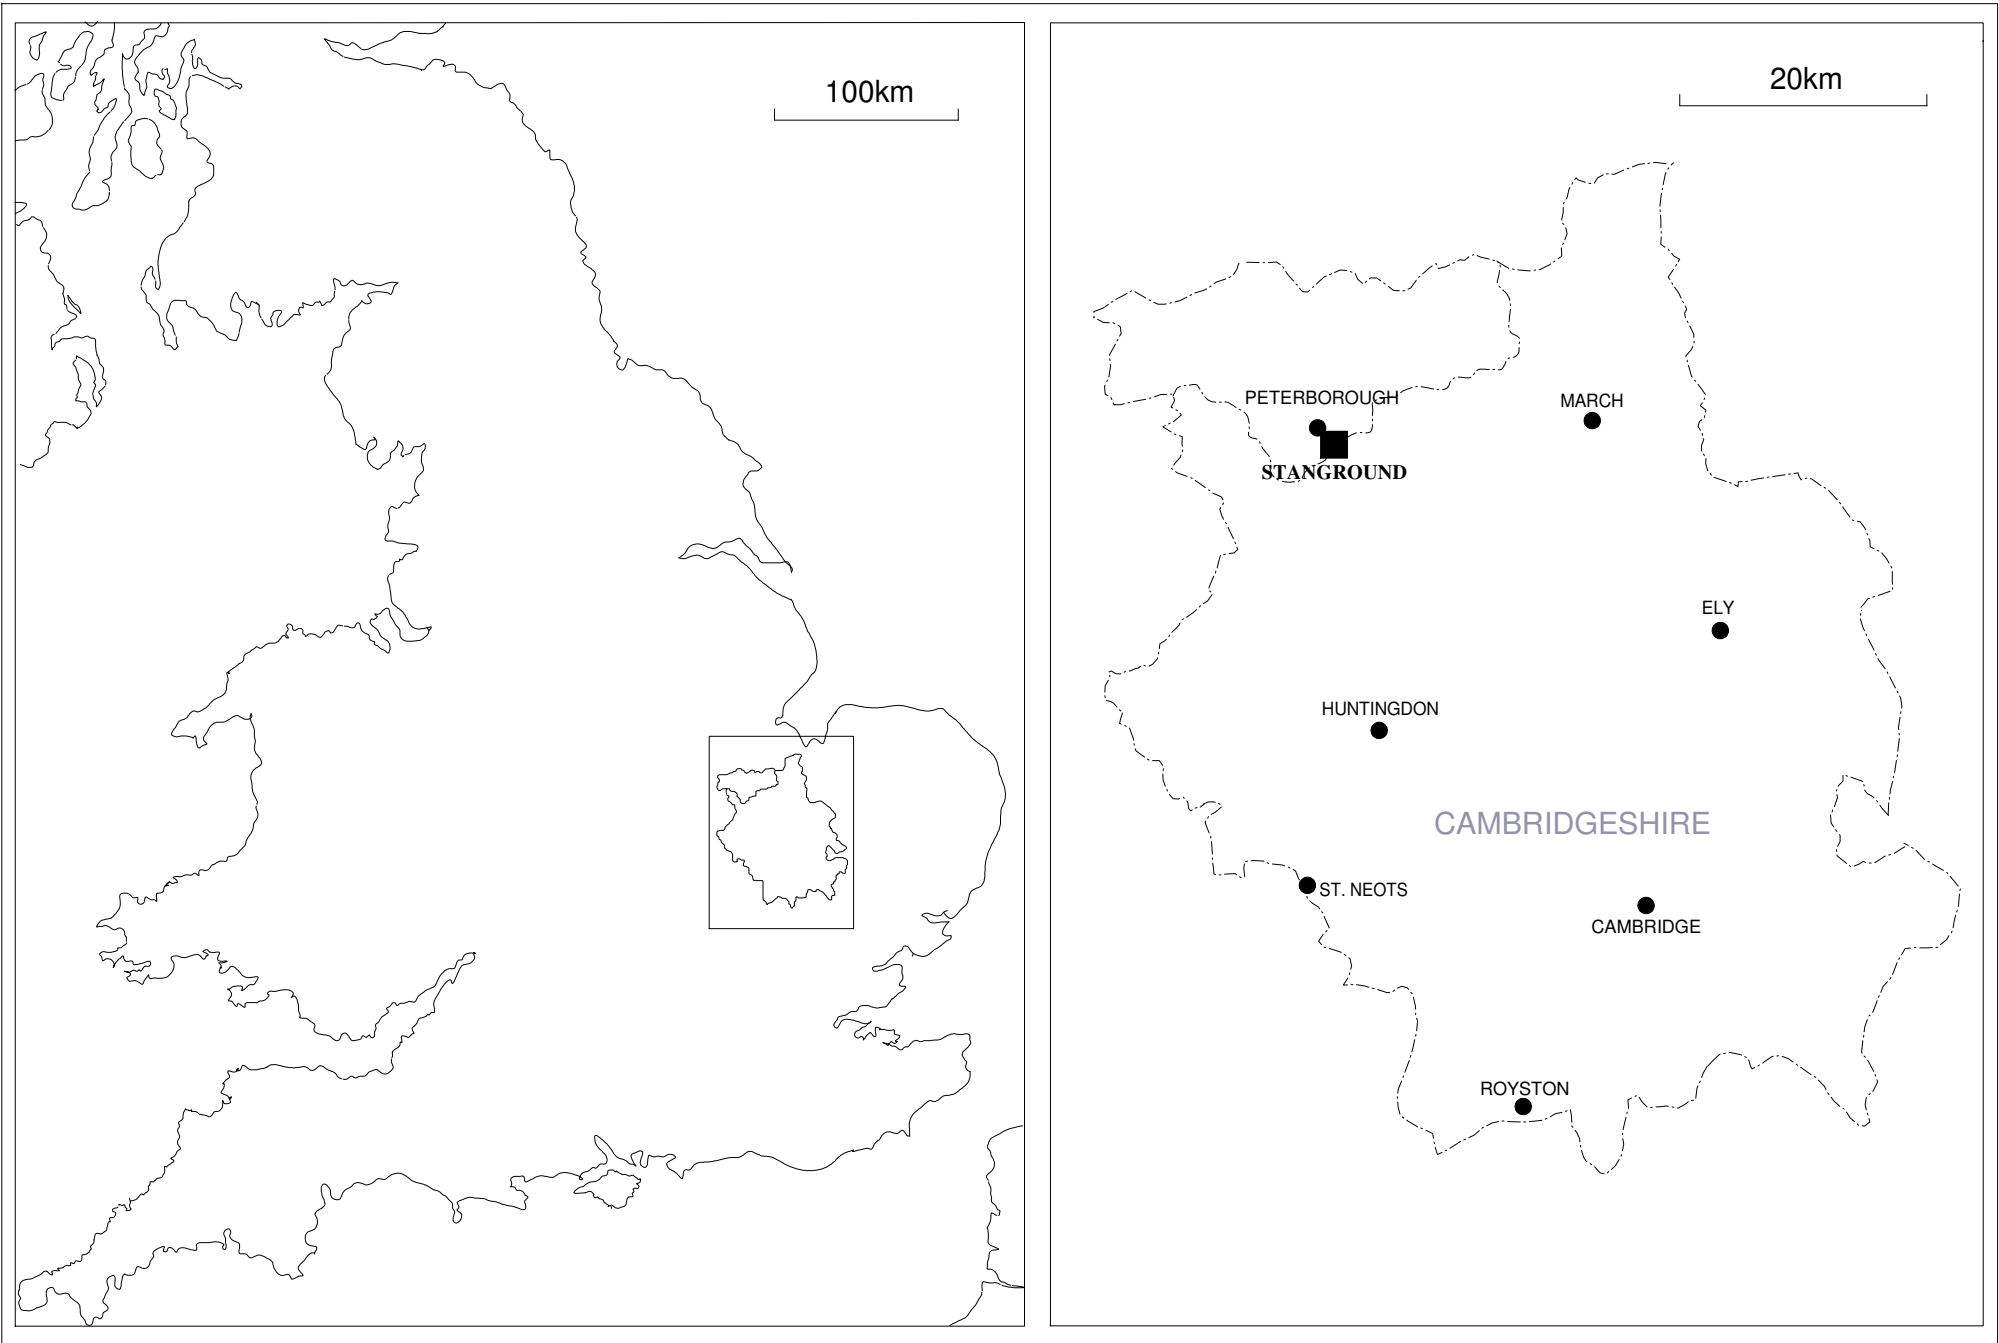 100km
20km
PETERBOROUGH
MARCH
STANGROUND
ELY
HUNTINGDON
CAMBRIDGESHIRE
ST. NEOTS
CAMBRIDGE
ROYSTON